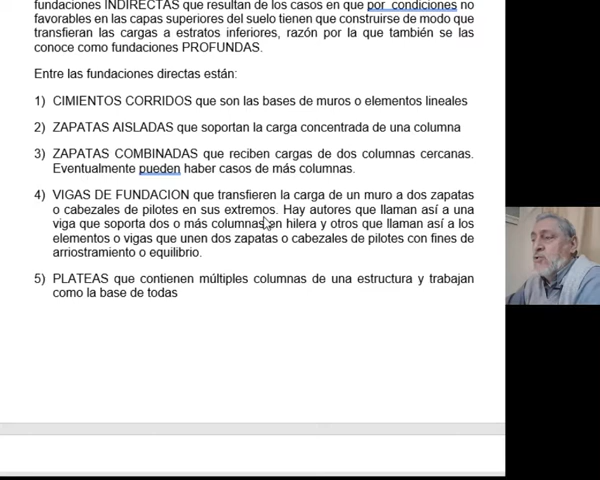 fundaciones INDIRECTAS que resultan de los casos en que por condiciones no
favorables en las capas superiores del suelo tienen que construirse de modo que
transfieran las cargas a estratos inferiores, razón por la que también se las
conoce como fundaciones PROFUNDAS.
Entre las fundaciones directas están:
1) CIMIENTOS CORRIDOS que son las bases de muros o elementos lineales
2) ZAPATAS AISLADAS que soportan la carga concentrada de una columna
3) ZAPATAS COMBINADAS que reciben cargas de dos columnas cercanas.
Eventualmente pueden haber casos de más columnas.
4) VIGAS DE FUNDACION que transfieren la carga de un muro a dos zapatas
o cabezales de pilotes en sus extremos. Hay autores que llaman así a una
viga que soporta dos o más columnas en hilera y otros que llaman así a los
elementos o vigas que unen dos zapatas o cabezales de pilotes con fines de
arriostramiento o equilibrio.
5) PLATEAS que contienen múltiples columnas de una estructura y trabajan
como la base de todas